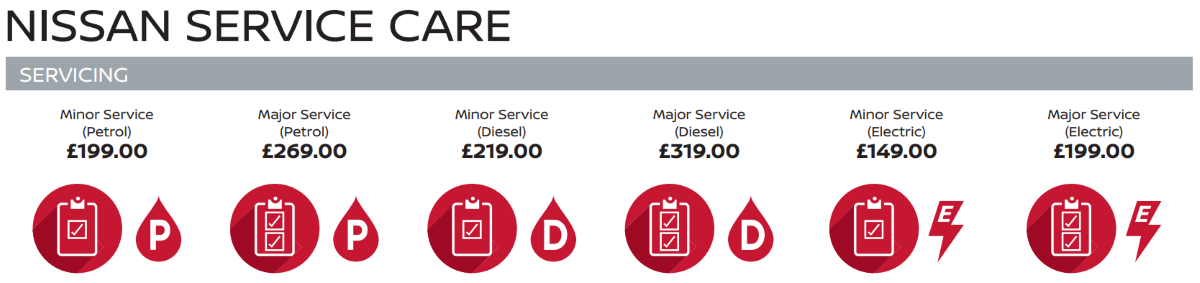 NISSAN SERVICE CARE
SERVICING
Minor Service
(Petrol)
£199.00
Major Service
(Petrol)
£269.00
Minor Service
(Diesel)
£219.00
Major Service
(Diesel)
£319.00
Minor Service
(Electric)
£149.00
Major Service
(Electric)
£199.00
P
P
D
D
E
E